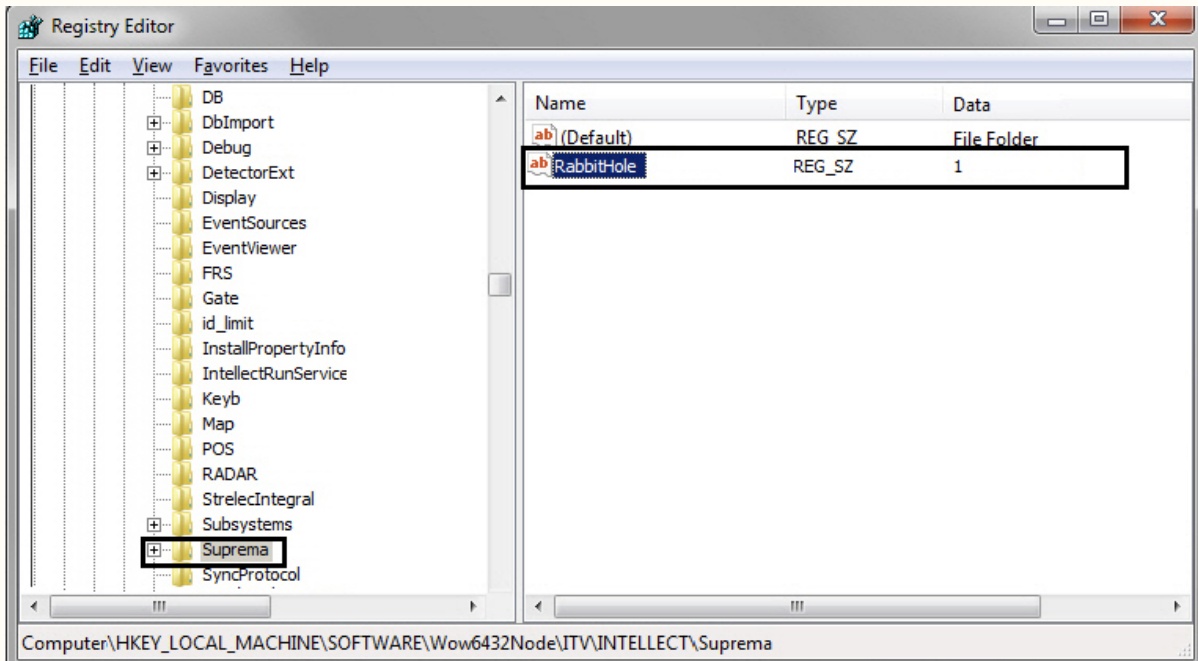 Registry Editor
File Edit View Favorites Help
DB
DbImport
Debug
DetectorExt
Display
EventSources
EventViewer
FRS
Gate
id_limit
InstallPropertyInfo
IntellectRunService
Keyb
Map
POS
RADAR
StrelecIntegral
Subsystems
Suprema
SyncProtocol
Name Type Data
(Default) REG_SZ File Folder
RabbitHole REG_SZ 1
Computer\HKEY_LOCAL_MACHINE\SOFTWARE\Wow6432Node\ITV\INTELLECT\Suprema